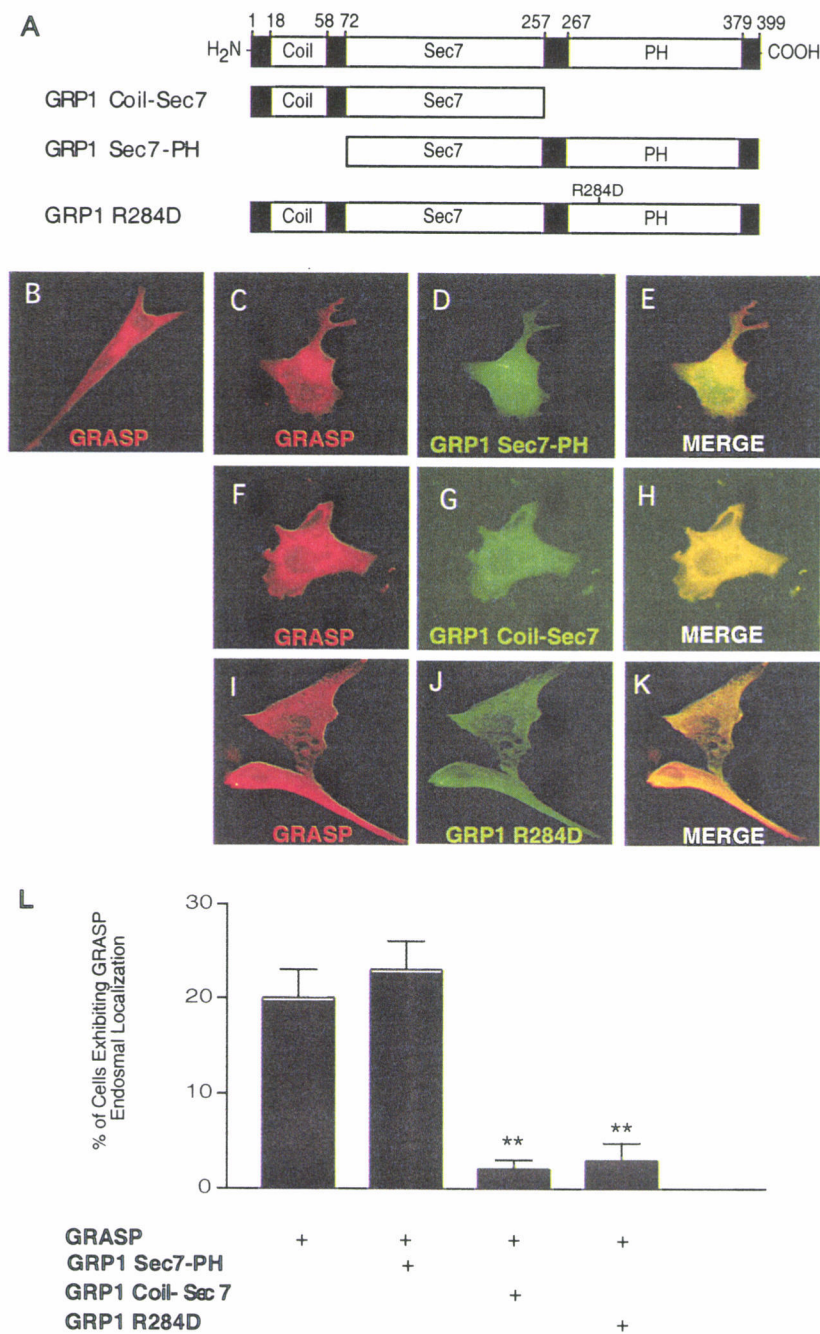 A
1 18 58 72 257 267 379 399
H2N Coil Sec7 PH COOH
GRP1 Coil-Sec7 Coil Sec7
GRP1 Sec7-PH Sec7 PH
R284D
GRP1 R284D Coil Sec7 PH
B
GRASP
C
GRASP
D
GRP1 Sec7-PH
E
MERGE
F
GRASP
G
GRP1 Coil-Sec7
H
MERGE
I
GRASP
J
GRP1 R284D
K
MERGE
L
% of Cells Exhibiting GRASP
Endosmal Localization
30
20
10
0
**
**
GRASP + + + +
GRP1 Sec7-PH +
GRP1 Coil-Sec 7 +
GRP1 R284D +